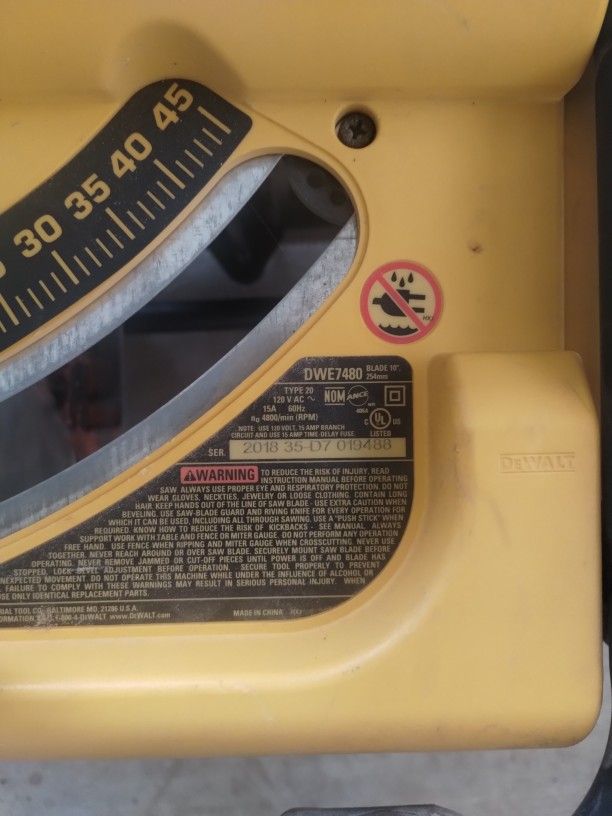 45
40
35
30
DWE7480 BLADE 10",
254mm
TYPE 20
120 V AC ~
NOM ANCE
15A 60Hz
n₀ 4800/min (RPM)
C UL US
LISTED
NOTE: USE 120 VOLT, 15 AMP BRANCH
CIRCUIT AND USE 15 AMP TIME-DELAY FUSE
SER. 2018 35-D7 019488
DEWALT
WARNING TO REDUCE THE RISK OF INJURY, READ
INSTRUCTION MANUAL BEFORE OPERATING
SAW. ALWAYS USE PROPER EYE AND RESPIRATORY PROTECTION. DO NOT
WEAR GLOVES, NECKTIES, JEWELRY OR LOOSE CLOTHING. CONTAIN LONG
HAIR. KEEP HANDS OUT OF THE LINE OF SAW BLADE - USE EXTRA CAUTION WHEN
BEVELING. USE SAW-BLADE GUARD AND RIVING KNIFE FOR EVERY OPERATION FOR
WHICH IT CAN BE USED, INCLUDING ALL THROUGH SAWING. USE A "PUSH STICK" WHEN
REQUIRED. KNOW HOW TO REDUCE THE RISK OF KICKBACKS - SEE MANUAL. ALWAYS
SUPPORT WORK WITH TABLE AND FENCE OR MITER GAUGE. DO NOT PERFORM ANY OPERATION
FREE HAND. USE FENCE WHEN RIPPING AND MITER GAUGE WHEN CROSSCUTTING. NEVER USE
TOGETHER. NEVER REACH AROUND OR OVER SAW BLADE. SECURELY MOUNT SAW BLADE BEFORE
OPERATING. NEVER REMOVE JAMMED OR CUT-OFF PIECES UNTIL POWER IS OFF AND BLADE HAS
STOPPED. LOCK BEVEL ADJUSTMENT BEFORE OPERATION. SECURE TOOL PROPERLY TO PREVENT
UNEXPECTED MOVEMENT. DO NOT OPERATE THIS MACHINE WHILE UNDER THE INFLUENCE OF ALCOHOL OR
FAILURE TO COMPLY WITH THESE WARNINGS MAY RESULT IN SERIOUS PERSONAL INJURY. WHEN
USE ONLY IDENTICAL REPLACEMENT PARTS.
RIAL TOOL CO., BALTIMORE MD, 21286 U.S.A.
ORMATION 1-800-4-DEWALT www.DEWALT.com MADE IN CHINA